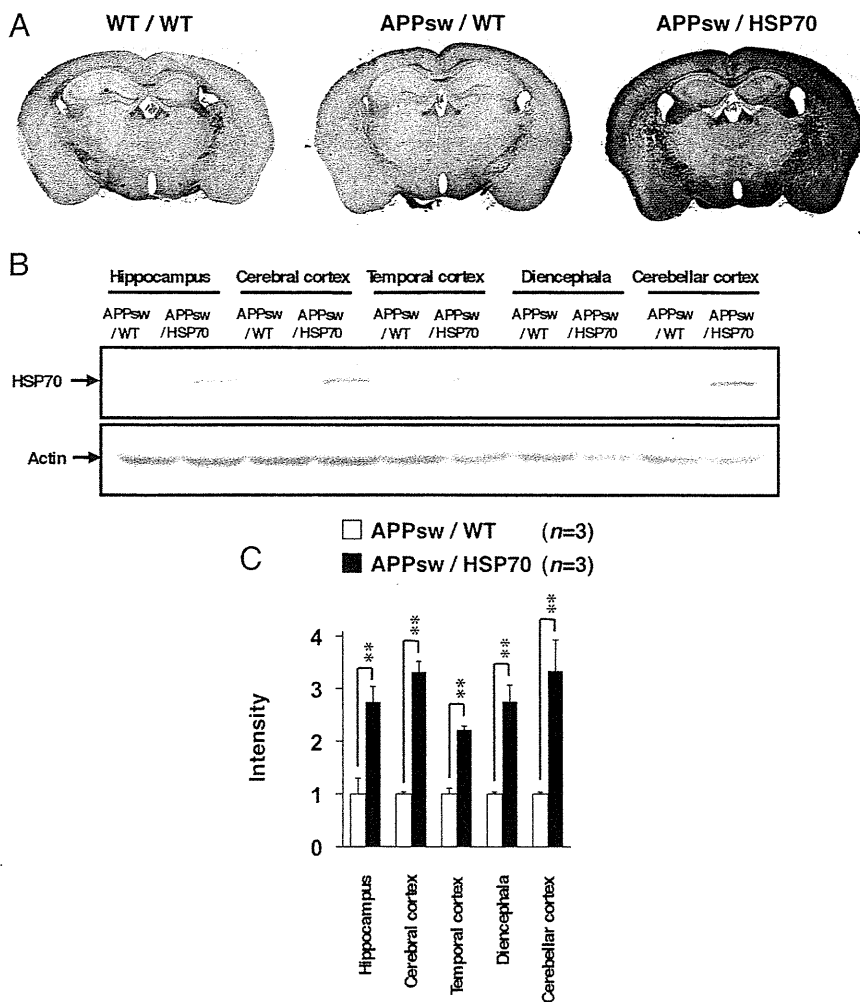 A
WT / WT
APPsw / WT
APPsw / HSP70
B
Hippocampus Cerebral cortex Temporal cortex Diencephala Cerebellar cortex
APPsw APPsw APPsw APPsw APPsw APPsw APPsw APPsw APPsw APPsw
/WT /HSP70 /WT /HSP70 /WT /HSP70 /WT /HSP70 /WT /HSP70
HSP70
Actin
C
APPsw / WT (n=3)
APPsw / HSP70 (n=3)
Intensity
4
3
2
1
0
** ** ** ** **
Hippocampus
Cerebral cortex
Temporal cortex
Diencephala
Cerebellar cortex